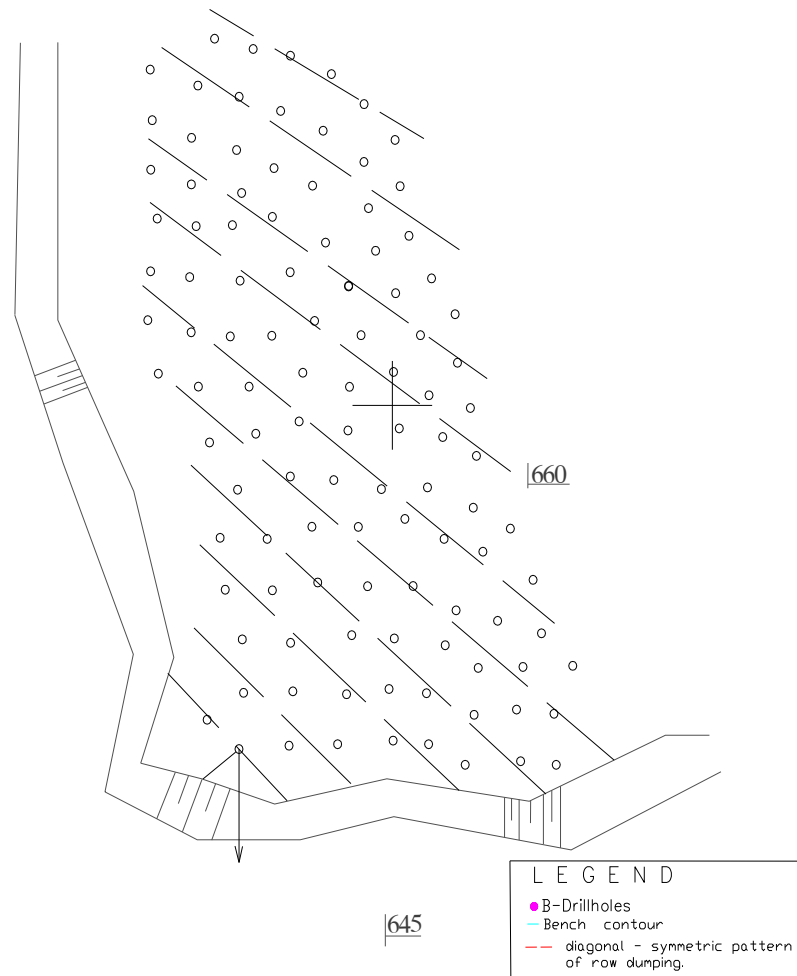 660
645
LEGEND
B-Drillholes
Bench contour
diagonal - symmetric pattern
of row dumping.